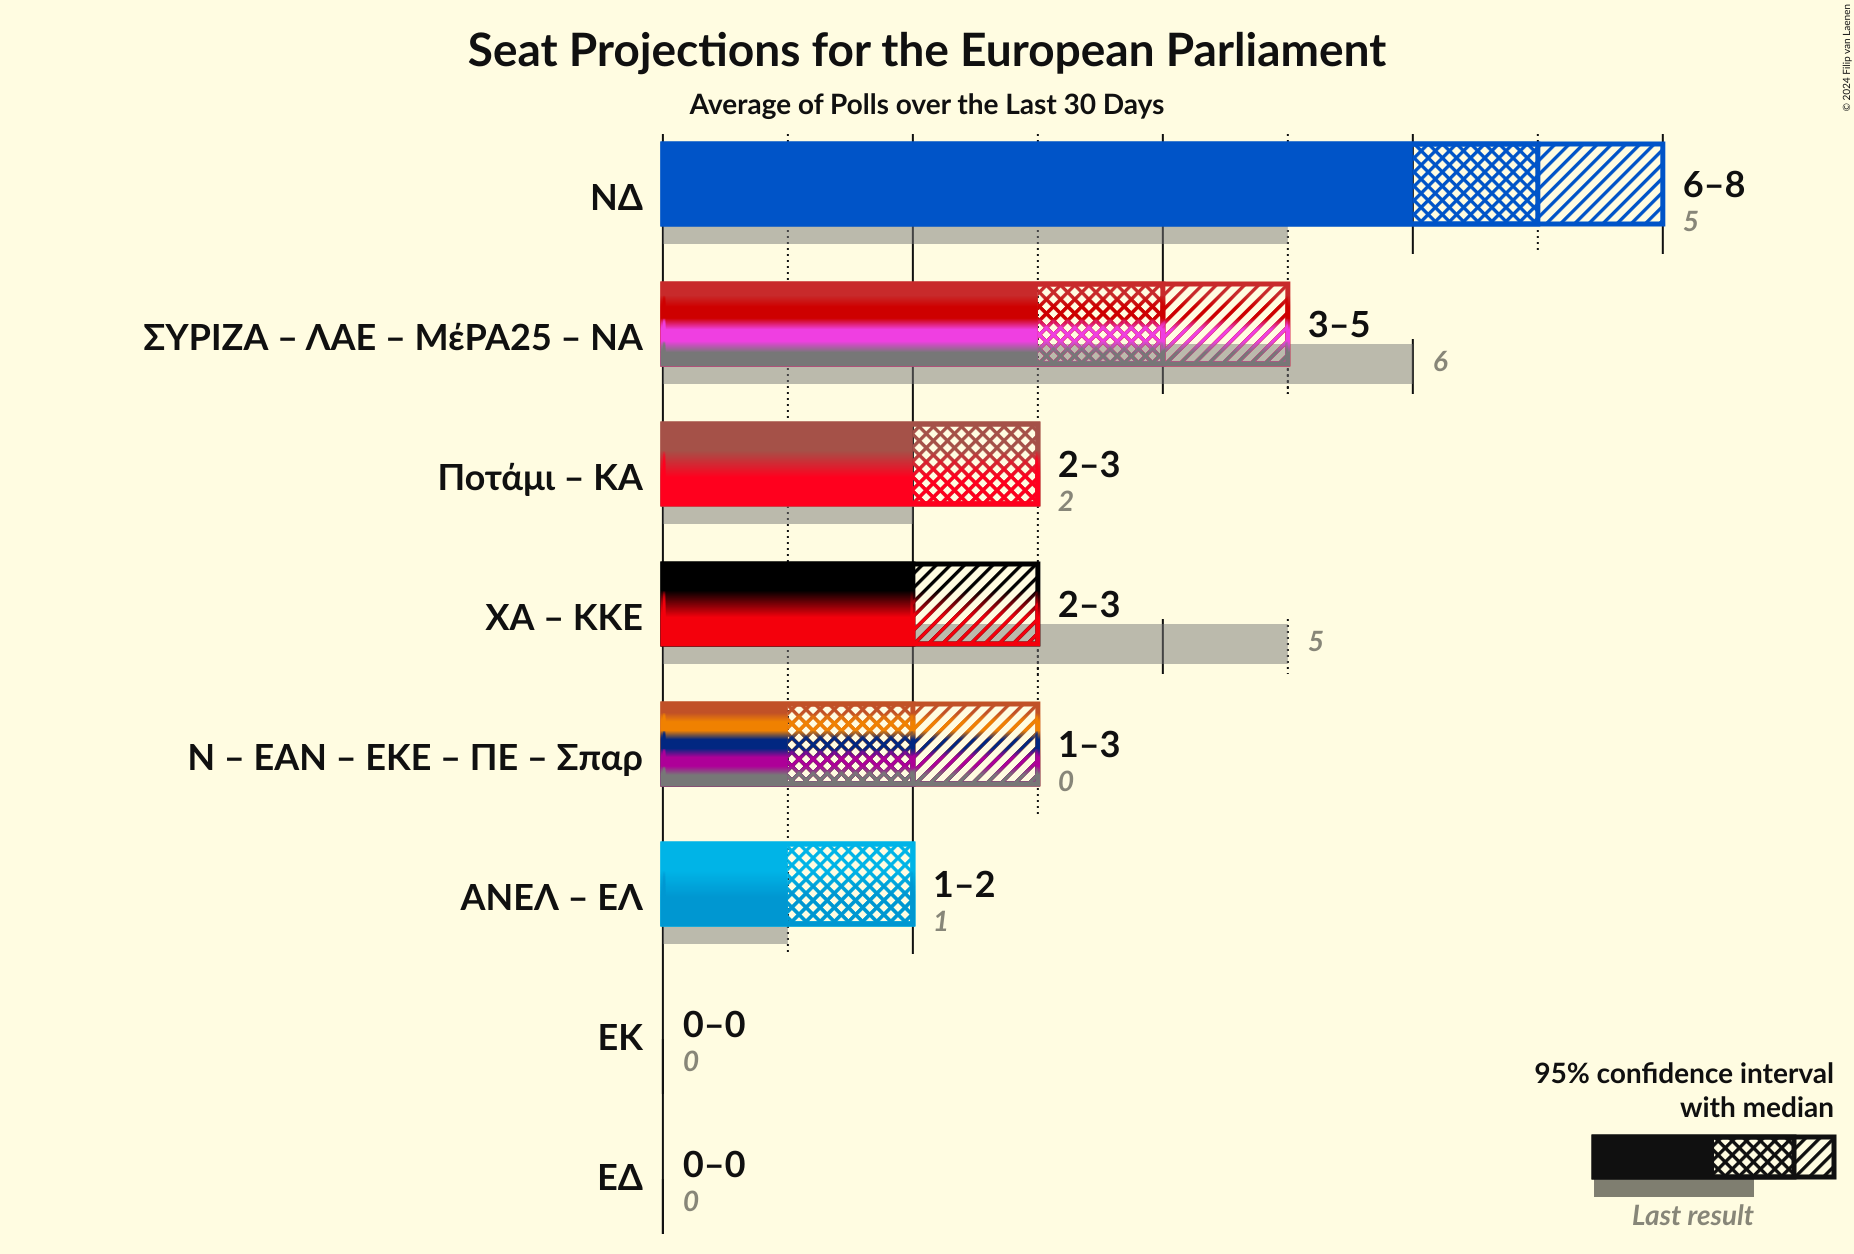 Seat Projections for the European Parliament
Average of Polls over the Last 30 Days
© 2024 Filip van Laenen
ΝΔ
6–8
5
ΣΥΡΙΖΑ – ΛΑΕ – ΜέΡΑ25 – ΝΑ
3–5
6
Ποτάμι – ΚΑ
2–3
2
ΧΑ – ΚΚΕ
2–3
5
Ν – ΕΑΝ – ΕΚΕ – ΠΕ – Σπαρ
1–3
0
ΑΝΕΛ – ΕΛ
1–2
1
ΕΚ
0–0
0
ΕΔ
0–0
0
95% confidence interval
with median
Last result